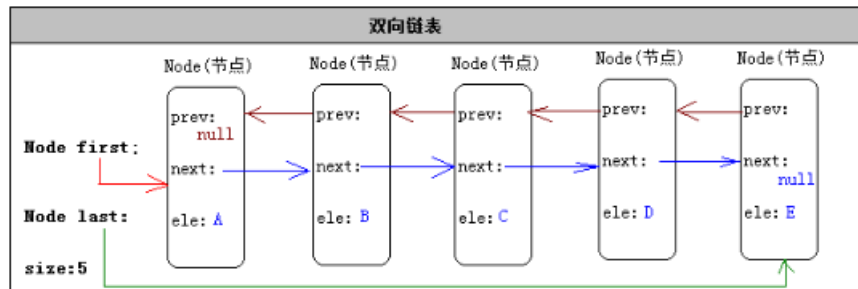 双向链表
Node(节点) Node(节点) Node(节点) Node(节点) Node(节点)
prev: prev: prev: prev: prev:
null
Node first;
next: next: next: next: next:
null
Node last:
ele: A ele: B ele: C ele: D ele: E
size:5